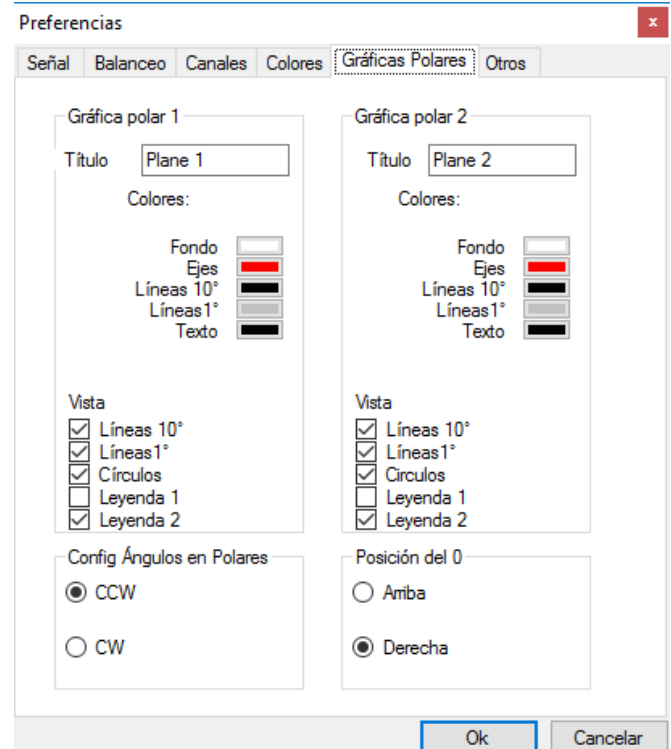 Preferencias
x
Señal Balanceo Canales Colores Gráficas Polares Otros
Gráfica polar 1
Título Plane 1
Colores:
Fondo
Ejes
Líneas 10°
Líneas1°
Texto
Vista
Líneas 10°
Líneas1°
Círculos
Leyenda 1
Leyenda 2
Gráfica polar 2
Título Plane 2
Colores:
Fondo
Ejes
Líneas 10°
Líneas1°
Texto
Vista
Líneas 10°
Líneas1°
Circulos
Leyenda 1
Leyenda 2
Config Ángulos en Polares
CCW
CW
Posición del 0
Arriba
Derecha
Ok Cancelar